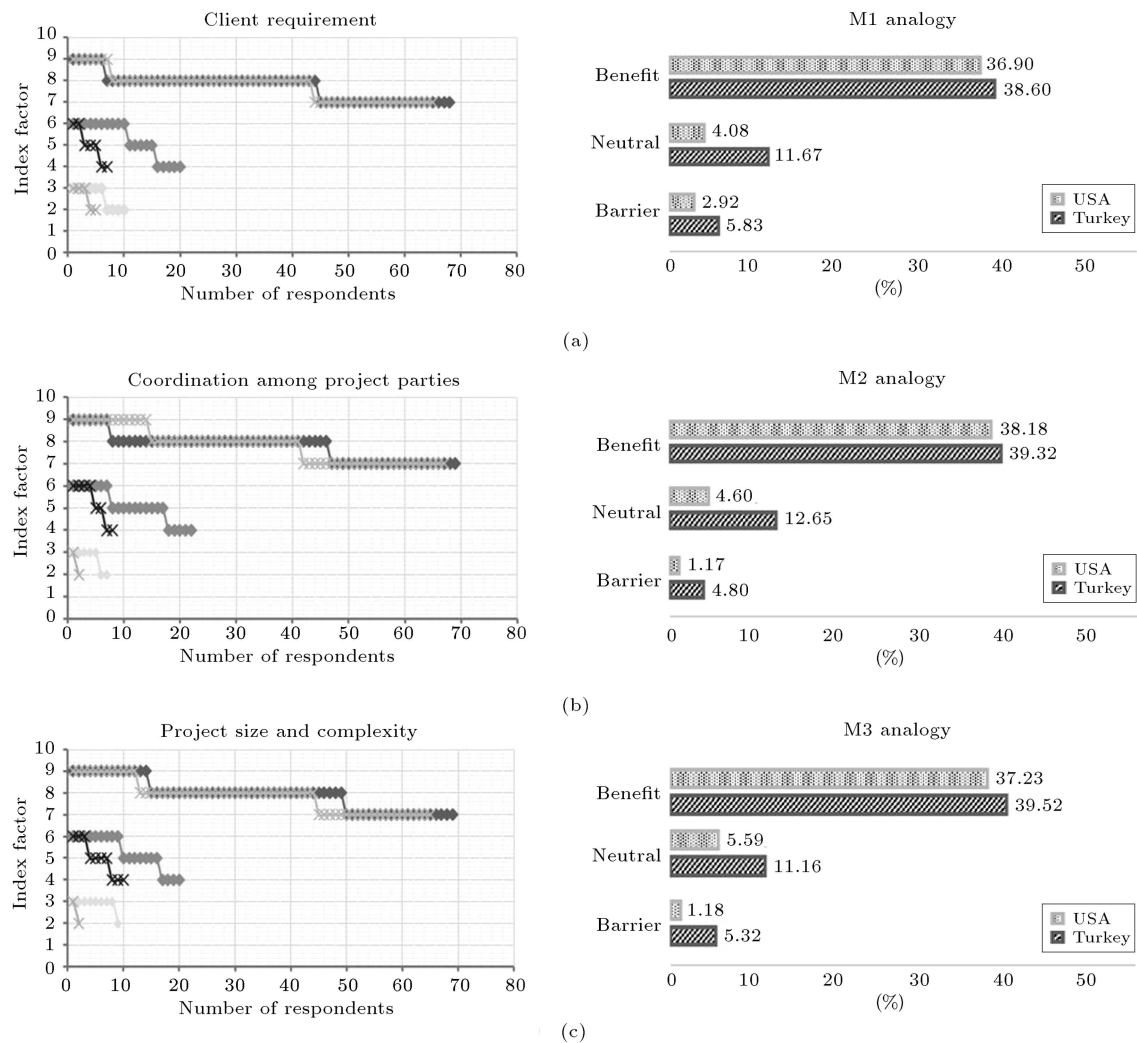 Client requirement
10
9
8
7
6
5
4
3
2
1
0
Index factor
0 10 20 30 40 50 60 70 80
Number of respondents
M1 analogy
Benefit
36.90
38.60
Neutral
4.08
11.67
Barrier
2.92
5.83
USA
Turkey
0 10 20 30 40 50
(%)
(a)
Coordination among project parties
10
9
8
7
6
5
4
3
2
1
0
Index factor
0 10 20 30 40 50 60 70 80
Number of respondents
M2 analogy
Benefit
38.18
39.32
Neutral
4.60
12.65
Barrier
1.17
4.80
USA
Turkey
0 10 20 30 40 50
(%)
(b)
Project size and complexity
10
9
8
7
6
5
4
3
2
1
0
Index factor
0 10 20 30 40 50 60 70 80
Number of respondents
M3 analogy
Benefit
37.23
39.52
Neutral
5.59
11.16
Barrier
1.18
5.32
USA
Turkey
0 10 20 30 40 50
(%)
(c)